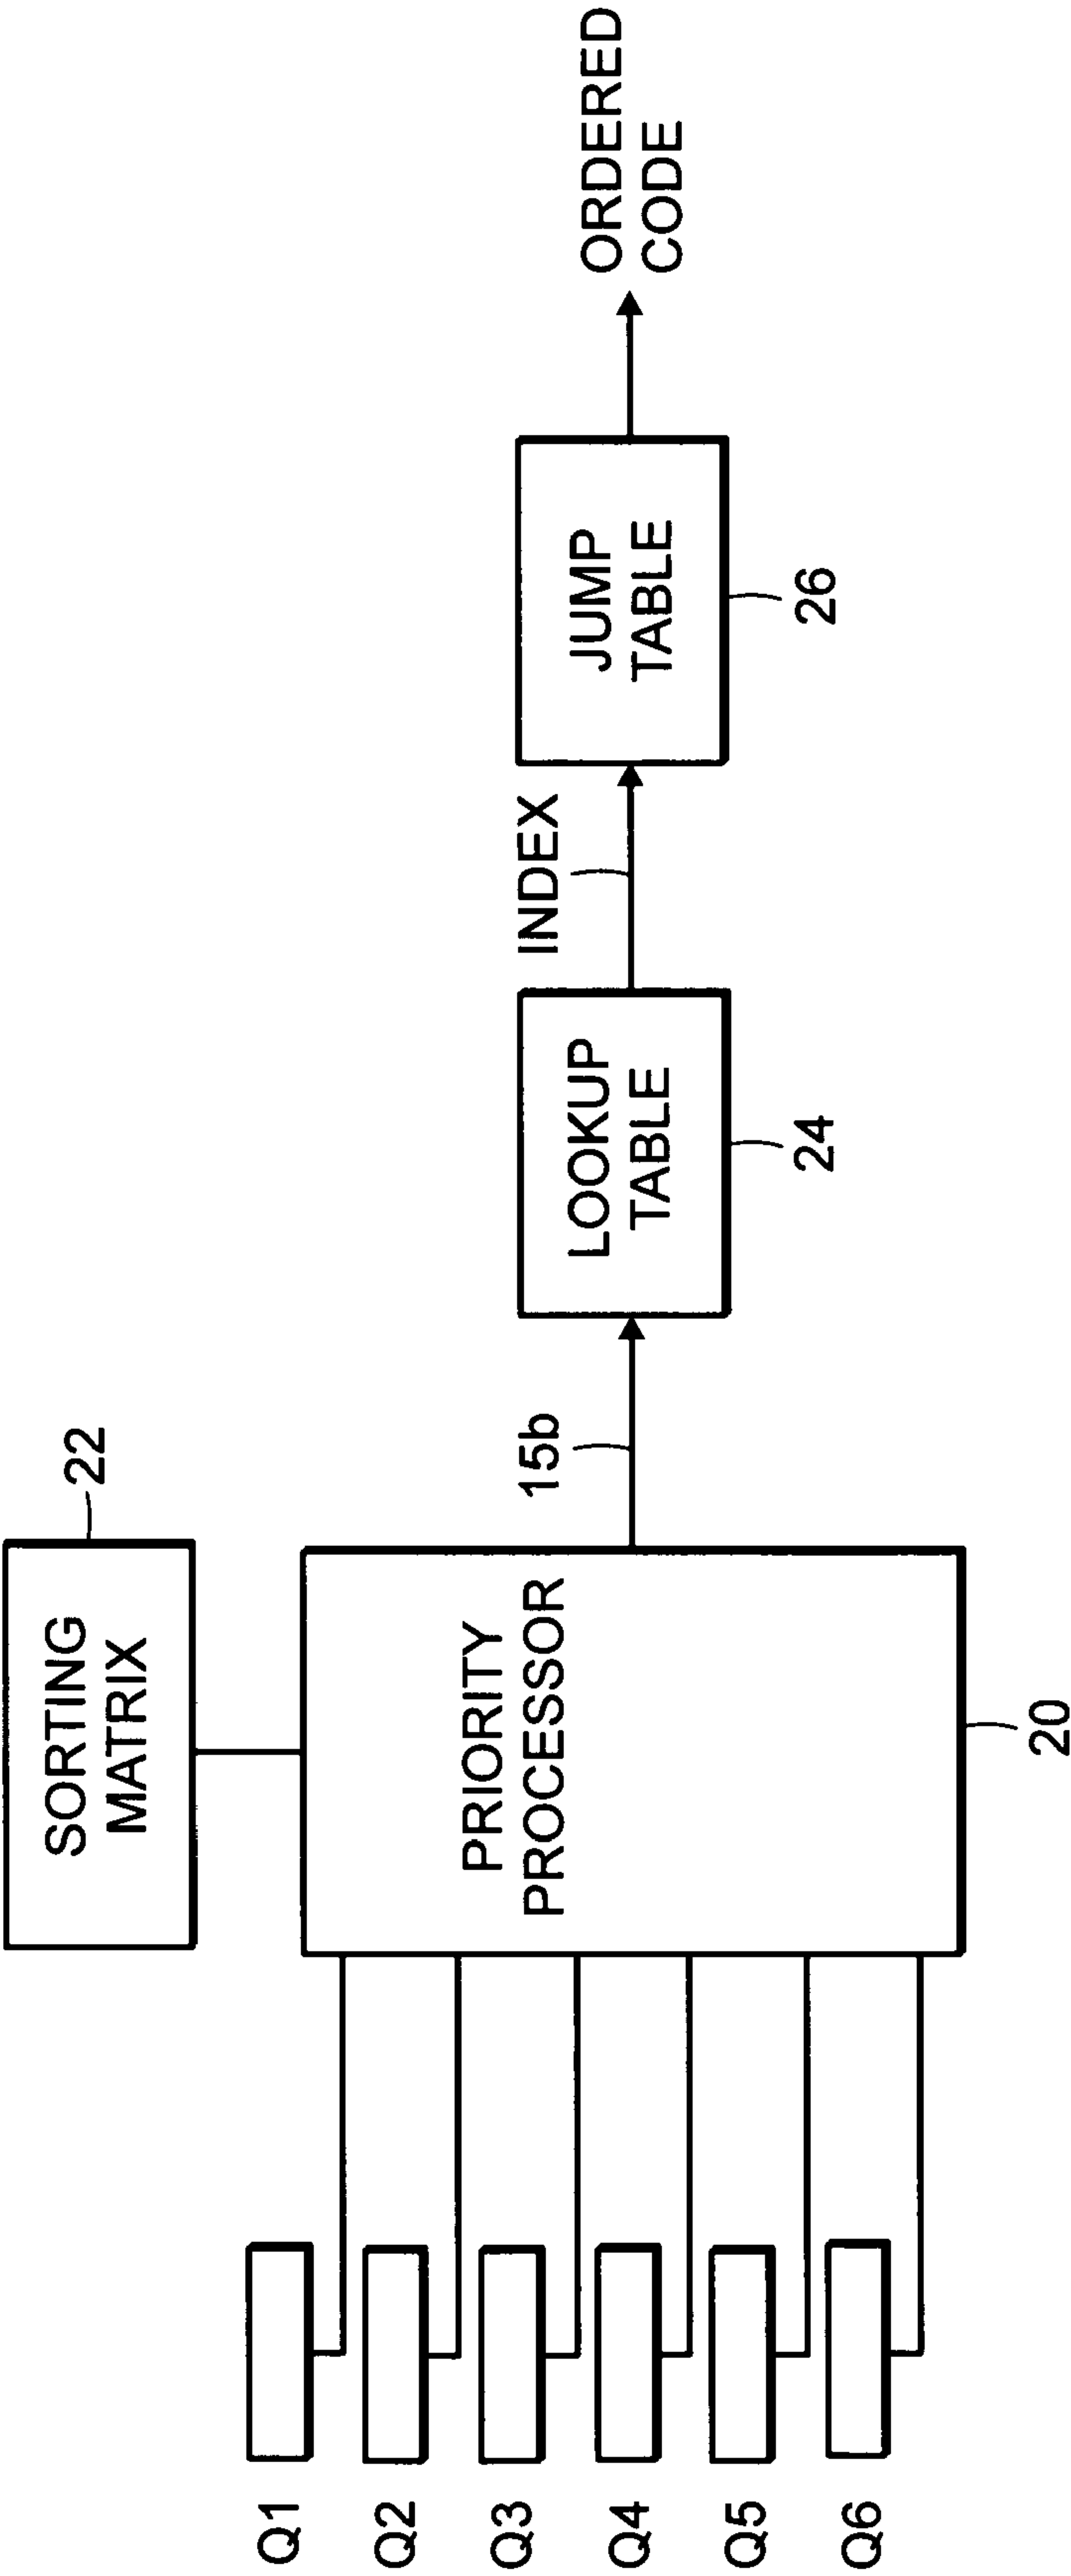 SORTING
MATRIX
22
Q1
Q2
Q3
Q4
Q5
Q6
PRIORITY
PROCESSOR
20
15b
LOOKUP
TABLE
24
INDEX
JUMP
TABLE
26
ORDERED
CODE